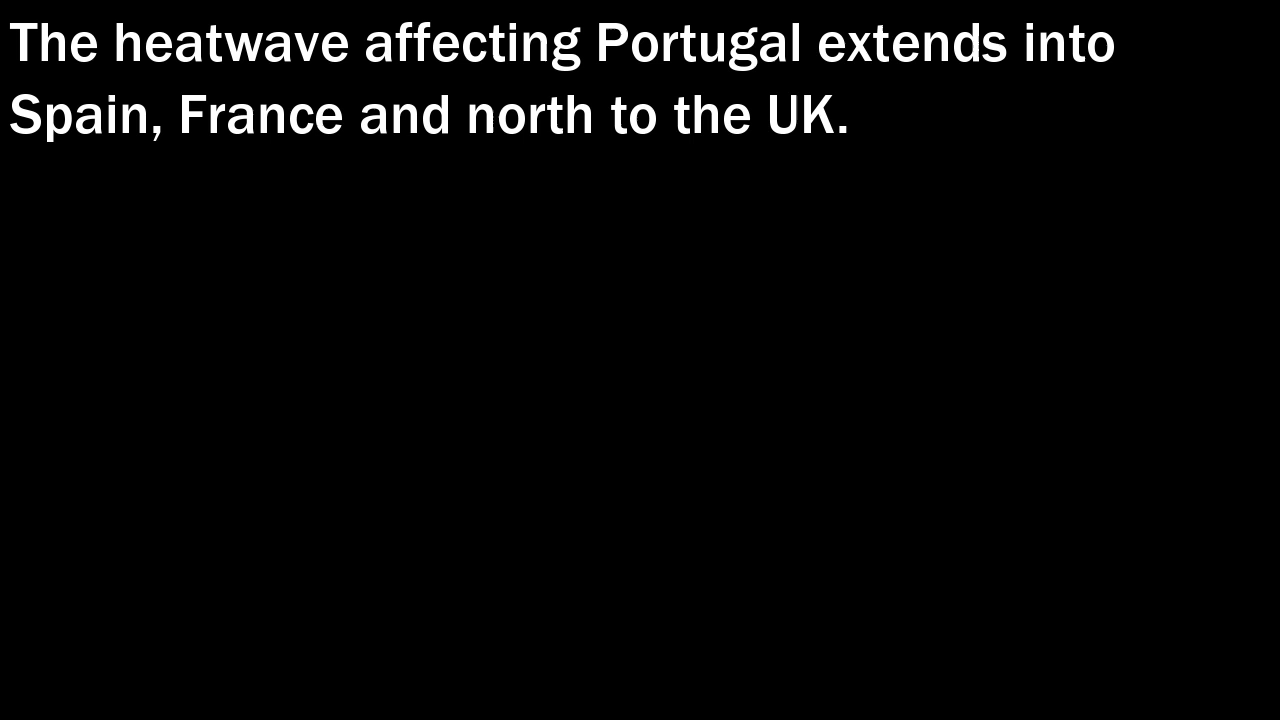 The heatwave affecting Portugal extends into
Spain, France and north to the UK.